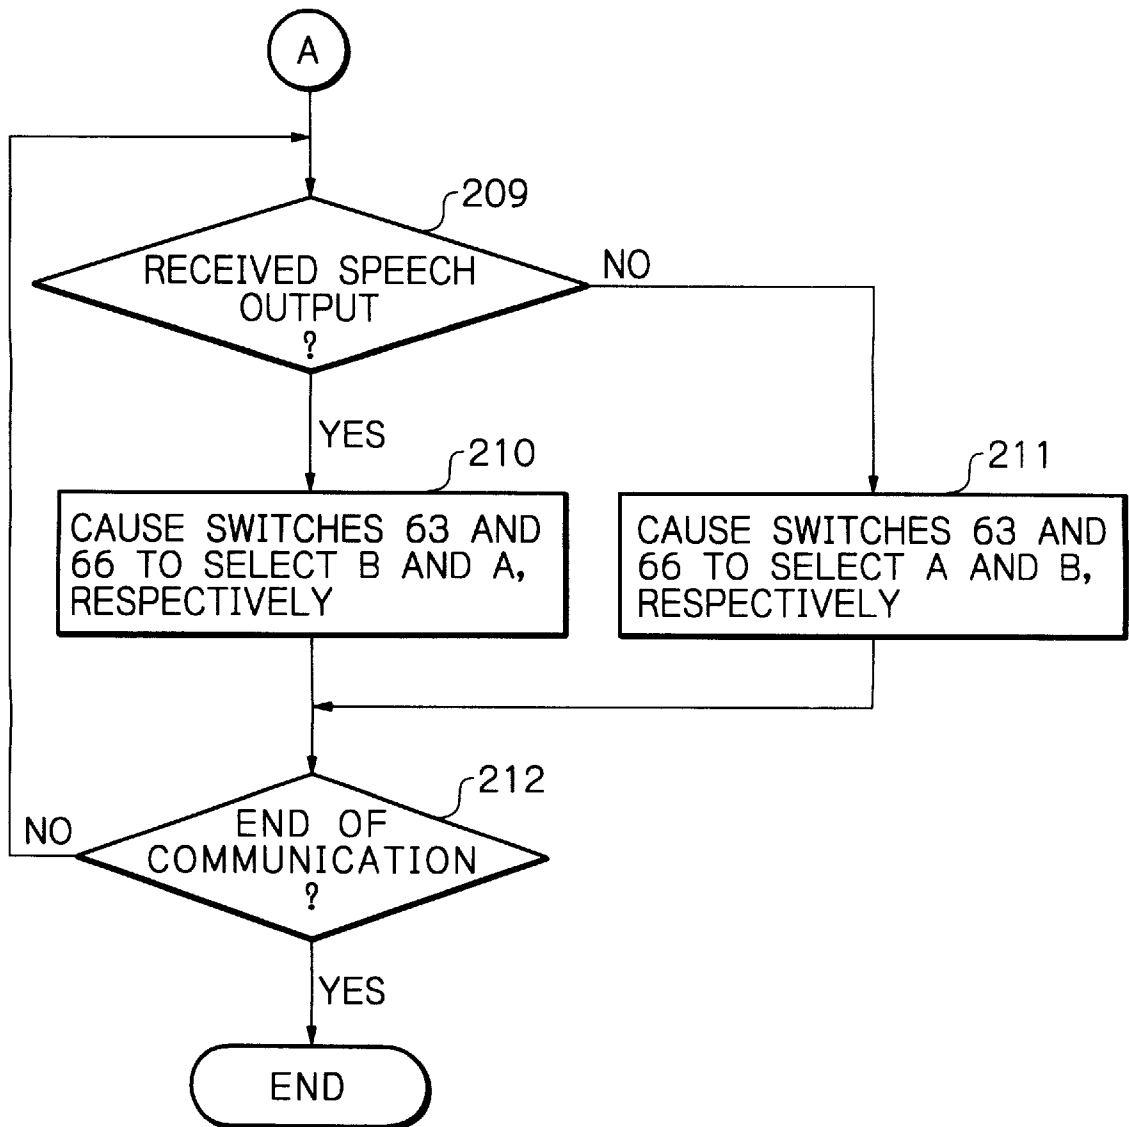 A
209
RECEIVED SPEECH
OUTPUT
?
NO
YES
210
CAUSE SWITCHES 63 AND
66 TO SELECT B AND A,
RESPECTIVELY
211
CAUSE SWITCHES 63 AND
66 TO SELECT A AND B,
RESPECTIVELY
212
END OF
COMMUNICATION
?
NO
YES
END